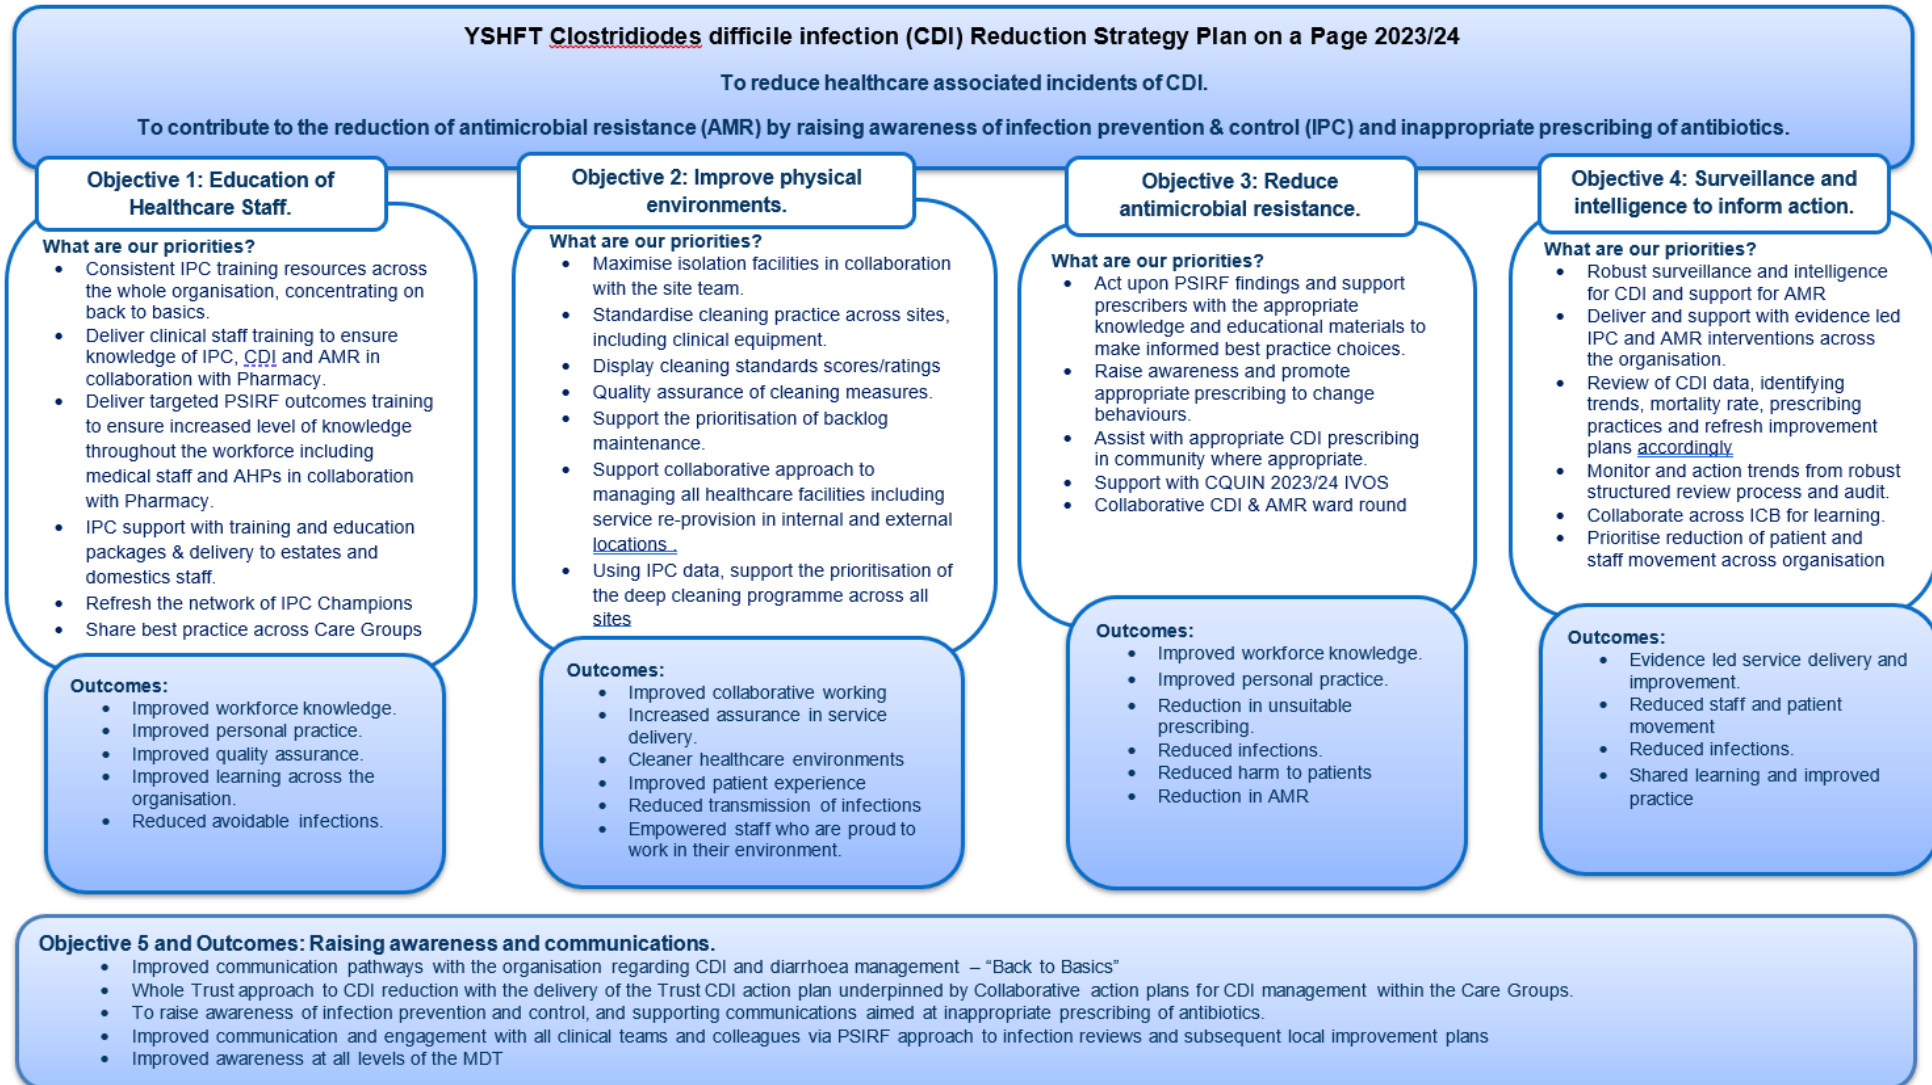 YSHFT Clostridiodes difficile infection (CDI) Reduction Strategy Plan on a Page 2023/24
To reduce healthcare associated incidents of CDI.
To contribute to the reduction of antimicrobial resistance (AMR) by raising awareness of infection prevention & control (IPC) and inappropriate prescribing of antibiotics.
Objective 1: Education of
Healthcare Staff.
What are our priorities?
• Consistent IPC training resources across
the whole organisation, concentrating on
back to basics.
• Deliver clinical staff training to ensure
knowledge of IPC, CDI and AMR in
collaboration with Pharmacy.
• Deliver targeted PSIRF outcomes training
to ensure increased level of knowledge
throughout the workforce including
medical staff and AHPs in collaboration
with Pharmacy.
• IPC support with training and education
packages & delivery to estates and
domestics staff.
• Refresh the network of IPC Champions
• Share best practice across Care Groups
Outcomes:
• Improved workforce knowledge.
• Improved personal practice.
• Improved quality assurance.
• Improved learning across the
organisation.
• Reduced avoidable infections.
Objective 2: Improve physical
environments.
What are our priorities?
• Maximise isolation facilities in collaboration
with the site team.
• Standardise cleaning practice across sites,
including clinical equipment.
• Display cleaning standards scores/ratings
• Quality assurance of cleaning measures.
• Support the prioritisation of backlog
maintenance.
• Support collaborative approach to
managing all healthcare facilities including
service re-provision in internal and external
locations .
• Using IPC data, support the prioritisation of
the deep cleaning programme across all
sites
Outcomes:
• Improved collaborative working
• Increased assurance in service
delivery.
• Cleaner healthcare environments
• Improved patient experience
• Reduced transmission of infections
• Empowered staff who are proud to
work in their environment.
Objective 3: Reduce
antimicrobial resistance.
What are our priorities?
• Act upon PSIRF findings and support
prescribers with the appropriate
knowledge and educational materials to
make informed best practice choices.
• Raise awareness and promote
appropriate prescribing to change
behaviours.
• Assist with appropriate CDI prescribing
in community where appropriate.
• Support with CQUIN 2023/24 IVOS
• Collaborative CDI & AMR ward round
Outcomes:
• Improved workforce knowledge.
• Improved personal practice.
• Reduction in unsuitable
prescribing.
• Reduced infections.
• Reduced harm to patients
• Reduction in AMR
Objective 4: Surveillance and
intelligence to inform action.
What are our priorities?
• Robust surveillance and intelligence
for CDI and support for AMR
• Deliver and support with evidence led
IPC and AMR interventions across
the organisation.
• Review of CDI data, identifying
trends, mortality rate, prescribing
practices and refresh improvement
plans accordingly
• Monitor and action trends from robust
structured review process and audit.
• Collaborate across ICB for learning.
• Prioritise reduction of patient and
staff movement across organisation
Outcomes:
• Evidence led service delivery and
improvement.
• Reduced staff and patient
movement
• Reduced infections.
• Shared learning and improved
practice
Objective 5 and Outcomes: Raising awareness and communications.
• Improved communication pathways with the organisation regarding CDI and diarrhoea management – “Back to Basics”
• Whole Trust approach to CDI reduction with the delivery of the Trust CDI action plan underpinned by Collaborative action plans for CDI management within the Care Groups.
• To raise awareness of infection prevention and control, and supporting communications aimed at inappropriate prescribing of antibiotics.
• Improved communication and engagement with all clinical teams and colleagues via PSIRF approach to infection reviews and subsequent local improvement plans
• Improved awareness at all levels of the MDT